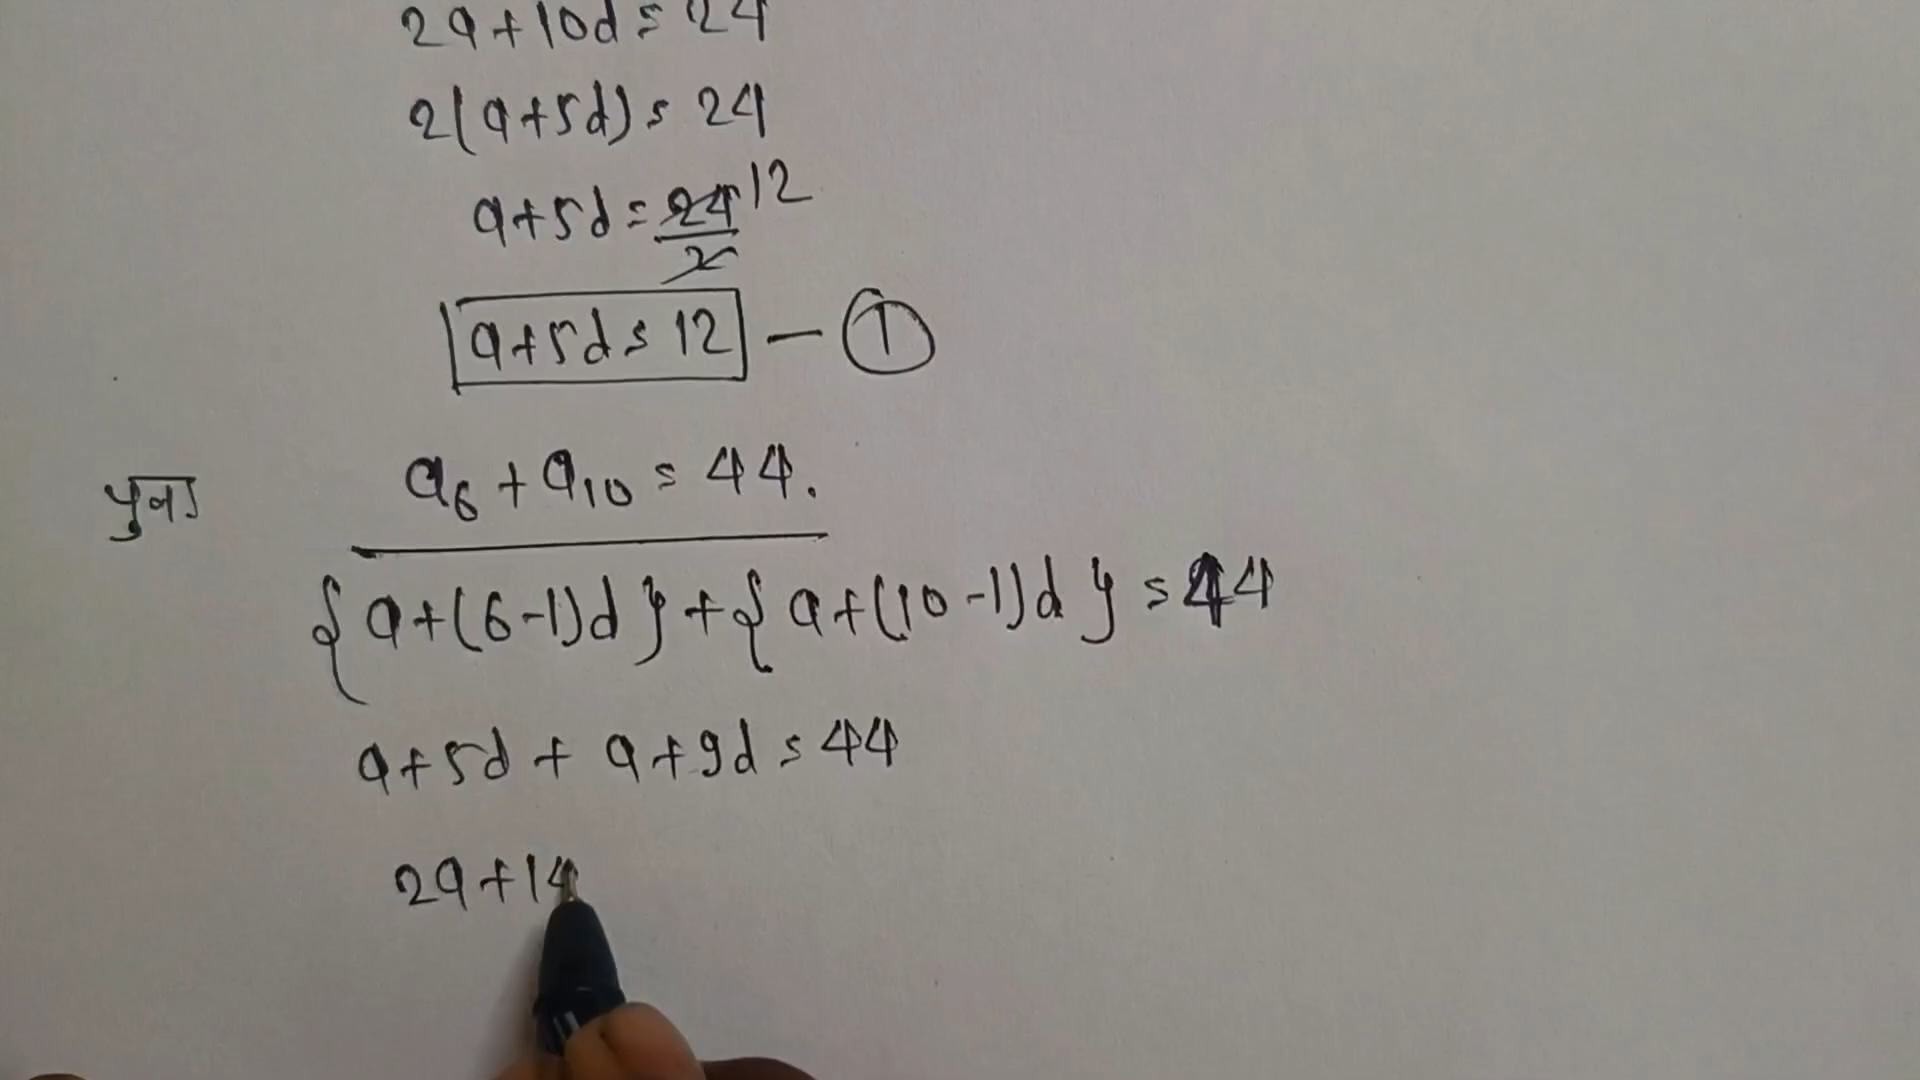 2a+10d = 24
2(a+5d) = 24
a+5d = 24/2 12
a+5d = 12 — 1
पुनः a₆ + a₁₀ = 44.
{a+(6-1)d} + {a+(10-1)d} = 44
a+5d + a+9d = 44
2a+14